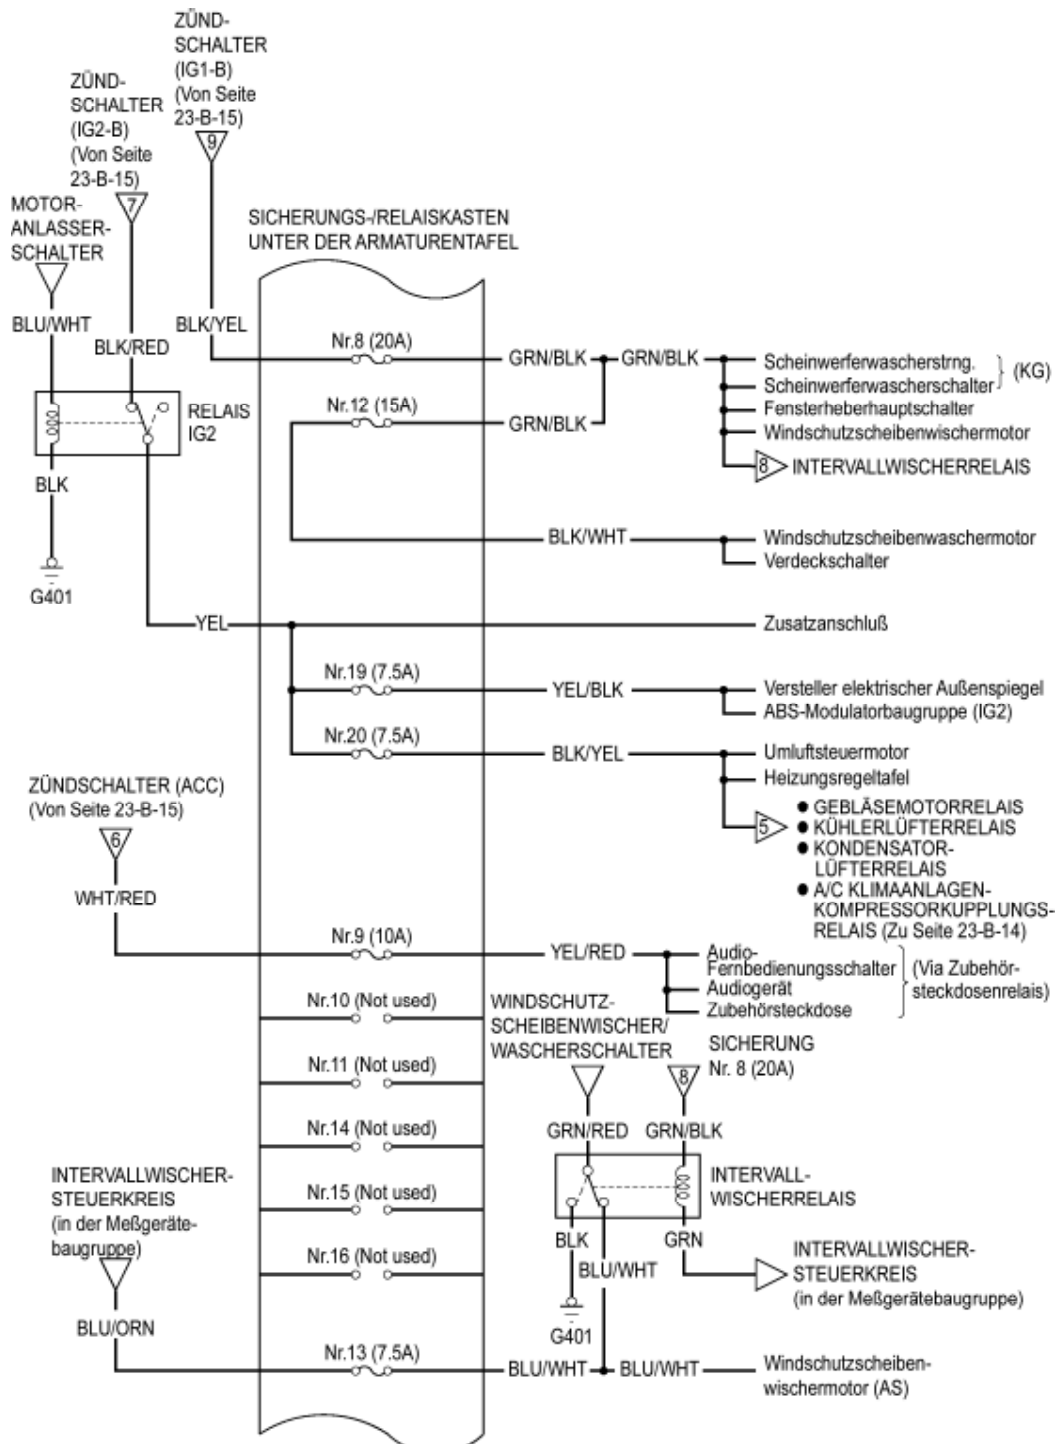 ZÜND-
SCHALTER
(IG1-B)
(Von Seite
23-B-15)
9
ZÜND-
SCHALTER
(IG2-B)
(Von Seite
23-B-15)
7
MOTOR-
ANLASSER-
SCHALTER
SICHERUNGS-/RELAISKASTEN
UNTER DER ARMATURENTAFEL
BLU/WHT
BLK/RED
BLK/YEL
Nr.8 (20A)
GRN/BLK
GRN/BLK
Scheinwerferwascherstrng.
Scheinwerferwascherschalter
(KG)
Fensterheberhauptschalter
Windschutzscheibenwischermotor
8
INTERVALLWISCHERRELAIS
RELAIS
IG2
Nr.12 (15A)
GRN/BLK
BLK
G401
BLK/WHT
Windschutzscheibenwaschermotor
Verdeckschalter
YEL
Zusatzanschluß
Nr.19 (7.5A)
YEL/BLK
Versteller elektrischer Außenspiegel
ABS-Modulatorbaugruppe (IG2)
Nr.20 (7.5A)
BLK/YEL
Umluftsteuermotor
Heizungsregeltafel
5
● GEBLÄSEMOTORRELAIS
● KÜHLERLÜFTERRELAIS
● KONDENSATOR-
LÜFTERRELAIS
● A/C KLIMAANLAGEN-
KOMPRESSORKUPPLUNGS-
RELAIS (Zu Seite 23-B-14)
ZÜNDSCHALTER (ACC)
(Von Seite 23-B-15)
6
WHT/RED
Nr.9 (10A)
YEL/RED
Audio-
Fernbedienungsschalter
Audiogerät
Zubehörsteckdose
(Via Zubehör-
steckdosenrelais)
Nr.10 (Not used)
Nr.11 (Not used)
Nr.14 (Not used)
Nr.15 (Not used)
Nr.16 (Not used)
WINDSCHUTZ-
SCHEIBENWISCHER/
WASCHERSCHALTER
SICHERUNG
Nr. 8 (20A)
8
GRN/RED
GRN/BLK
INTERVALL-
WISCHERRELAIS
BLK
GRN
BLU/WHT
G401
INTERVALLWISCHER-
STEUERKREIS
(in der Meßgerätebaugruppe)
INTERVALLWISCHER-
STEUERKREIS
(in der Meßgeräte-
baugruppe)
BLU/ORN
Nr.13 (7.5A)
BLU/WHT
BLU/WHT
Windschutzscheiben-
wischermotor (AS)